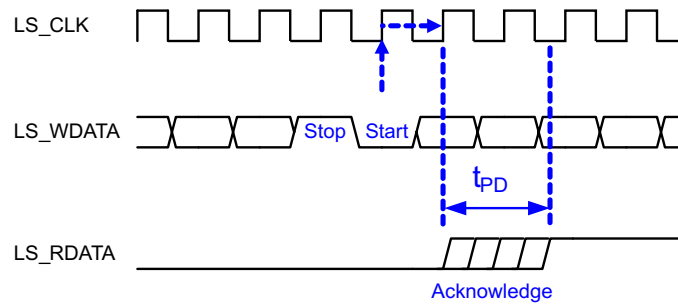 LS_CLK
LS_WDATA
Stop
Start
tPD
LS_RDATA
Acknowledge